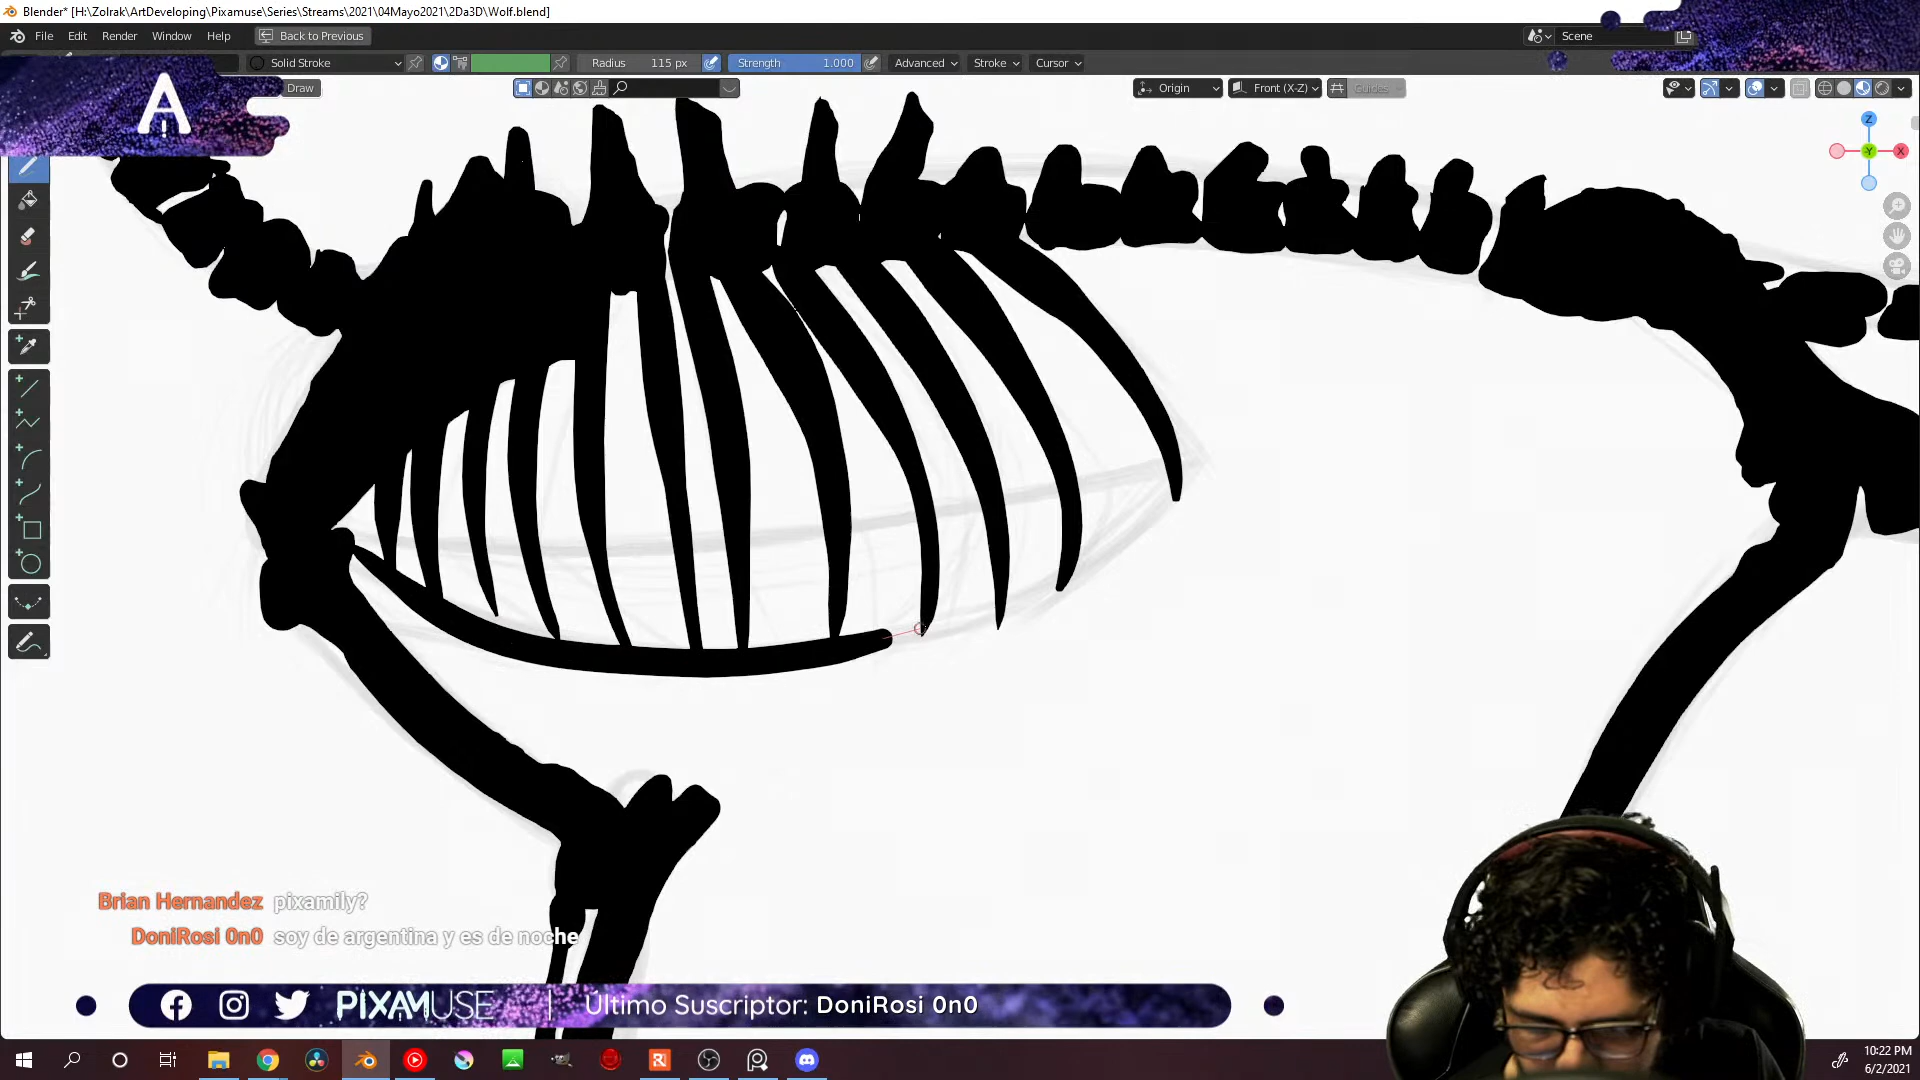 Blender* [H:\Zolrak\ArtDeveloping\Pixamuse\Series\Streams\2021\04Mayo2021\2Da3D\Wolf.blend]
File Edit Render Window Help Back to Previous Scene
Solid Stroke Radius 115 px Strength 1.000 Advanced Stroke Cursor
Draw Origin Front (X-Z) Guides
A
Z
Y X
Brian Hernandez pixamily?
DoniRosi 0n0 soy de argentina y es de noche
PIXAMUSE Último Suscriptor: DoniRosi 0n0
10:22 PM
6/2/2021